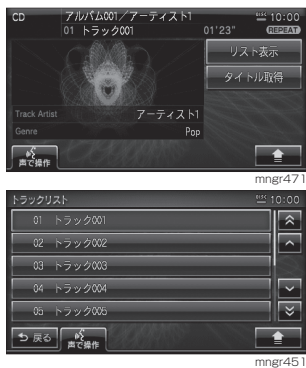 CD アルバム001／アーティスト1 DISC 10:00
01 トラック001 01'23" REPEAT
リスト表示
タイトル取得
Track Artist アーティスト1
Genre Pop
声で操作
mngr471
トラックリスト DISC 10:00
01 トラック001
02 トラック002
03 トラック003
04 トラック004
05 トラック005
戻る 声で操作
mngr451